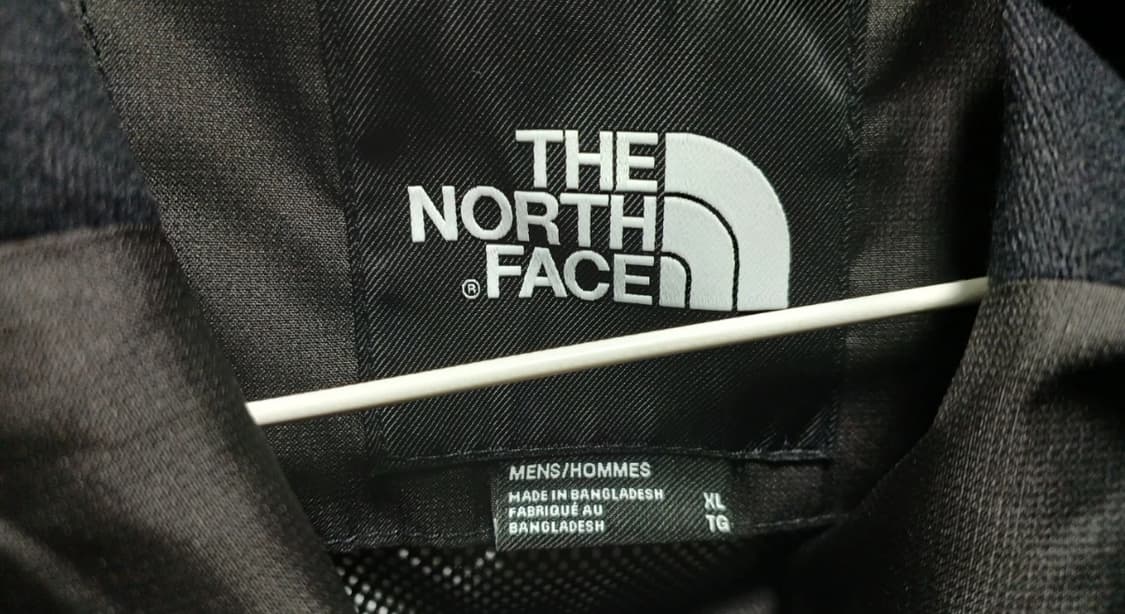 THE
NORTH
FACE
®
MENS/HOMMES
MADE IN BANGLADESH XL
FABRIQUÉ AU
BANGLADESH TG